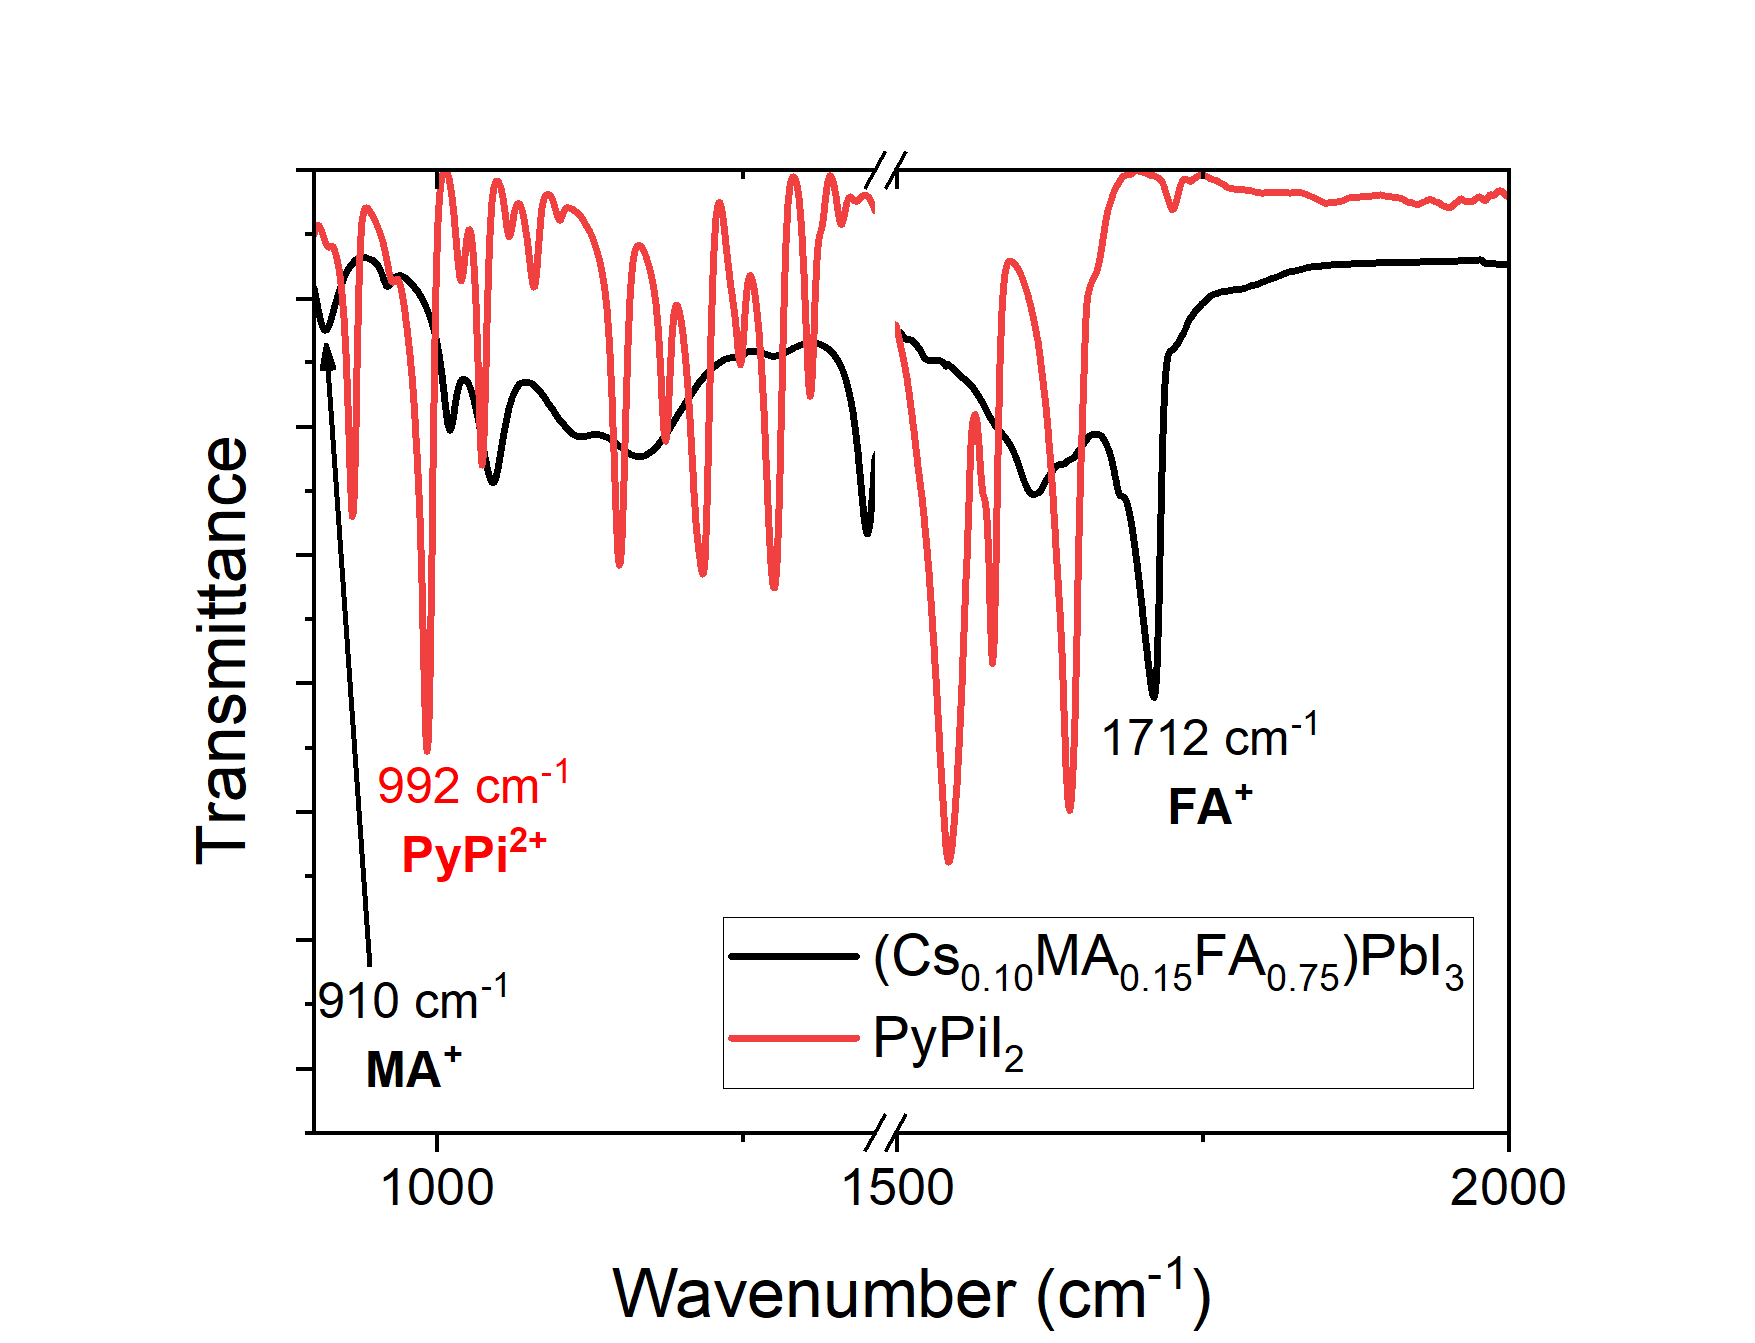 Transmittance
1712 cm⁻¹
FA⁺
992 cm⁻¹
PyPi²⁺
910 cm⁻¹
MA⁺
(Cs₀.₁₀MA₀.₁₅FA₀.₇₅)PbI₃
PyPiI₂
1000 1500 2000
Wavenumber (cm⁻¹)